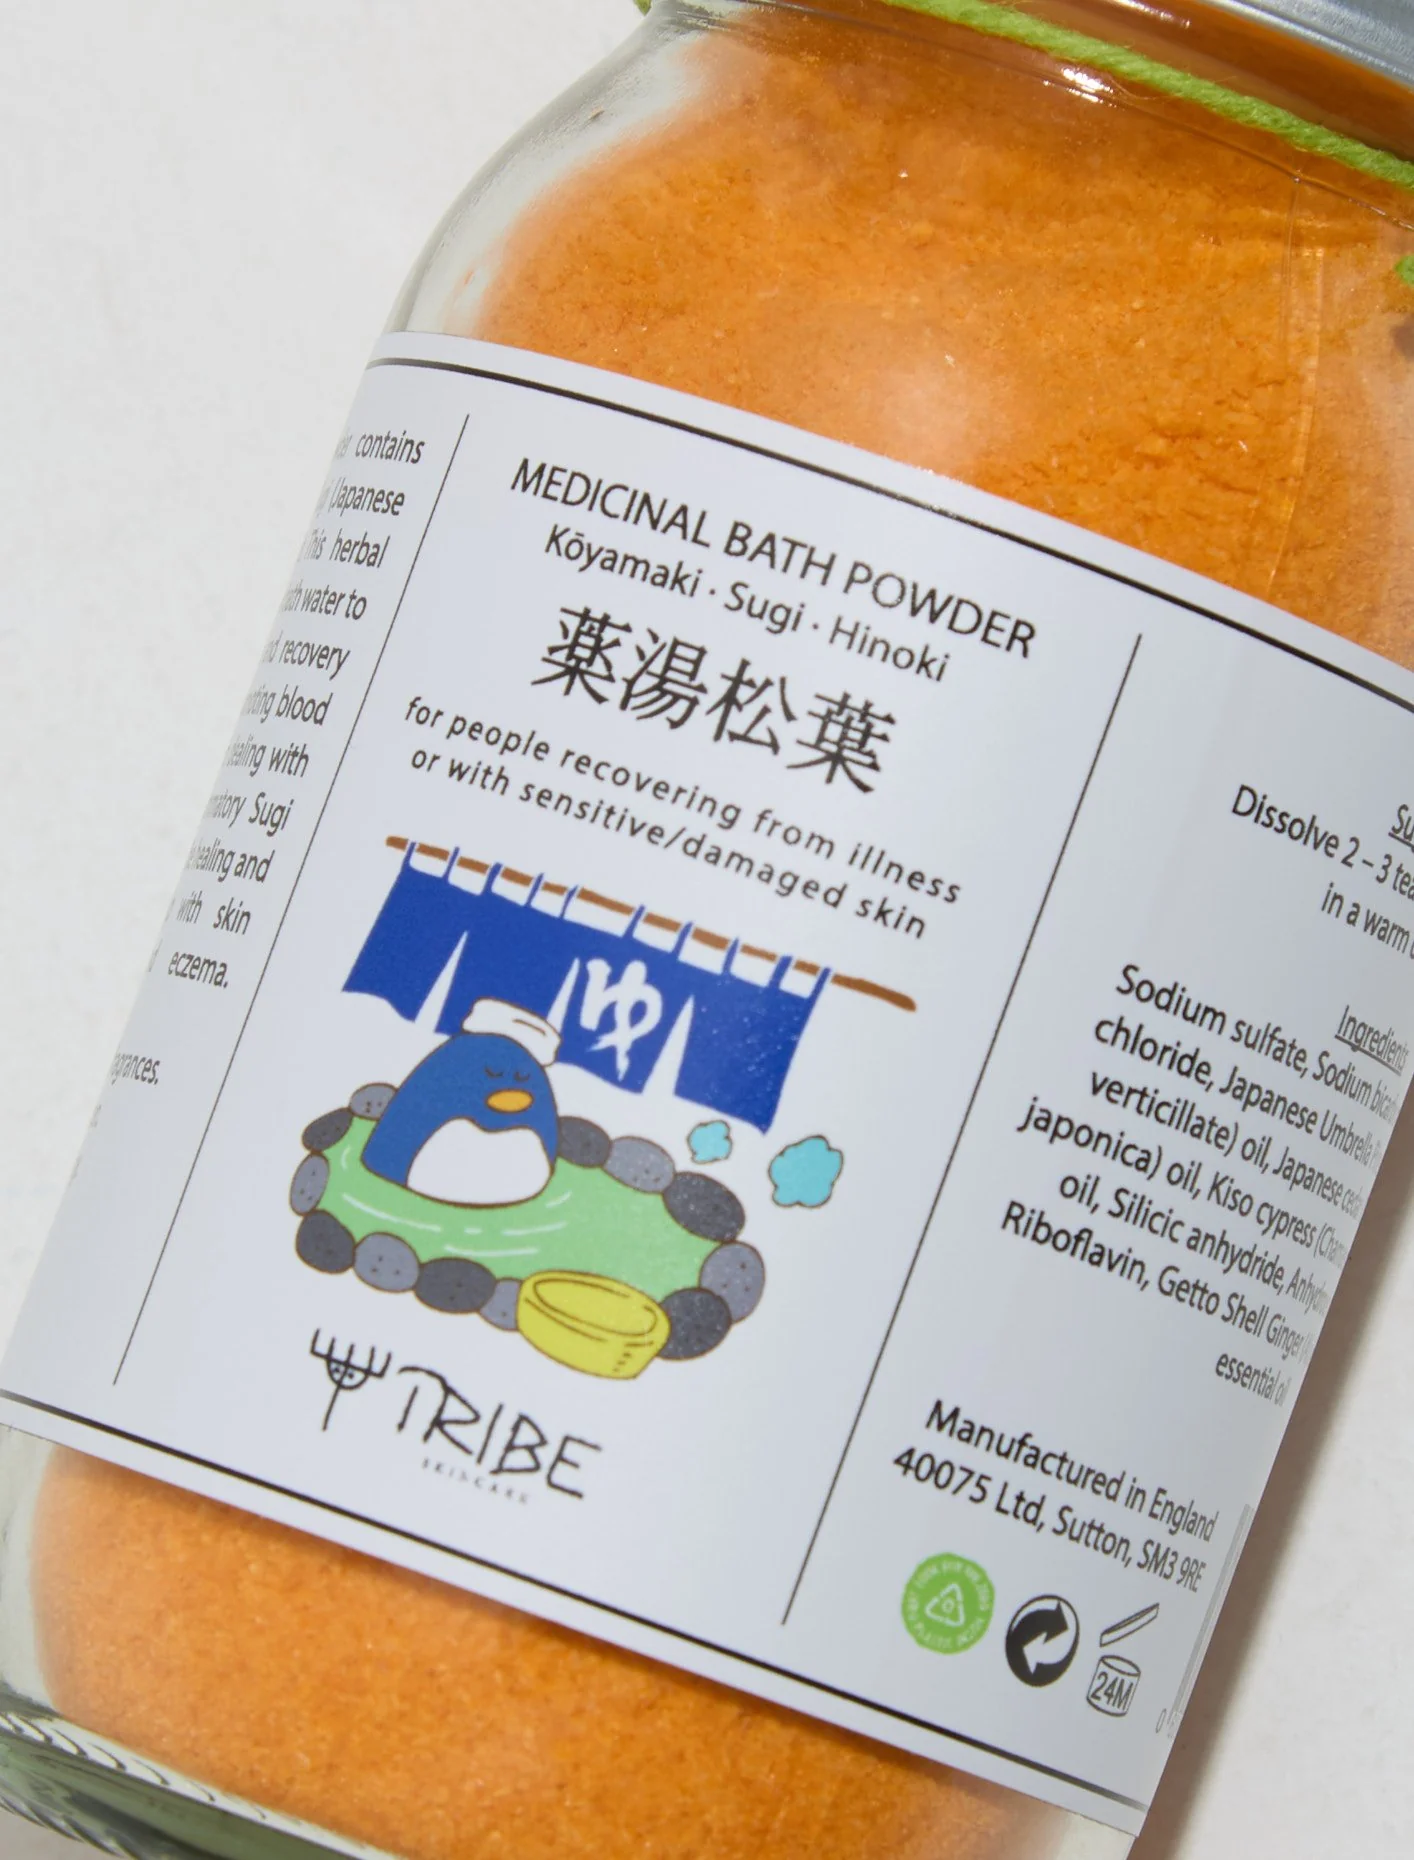 contains
(Japanese
This herbal
water to
recovery
blood
healing with
Sugi
healing and
with skin
eczema.
MEDICINAL BATH POWDER
Kōyamaki · Sugi · Hinoki
薬湯松葉
for people recovering from illness
or with sensitive/damaged skin
ゆ
TRIBE
SKINCARE
Dissolve 2 – 3
in a warm
Ingredients
Sodium sulfate, Sodium
chloride, Japanese Umbrella
verticillate) oil, Japanese
japonica) oil, Kiso cypress
oil, Silicic anhydride,
Riboflavin, Getto Shell Ginger
essential oil
Manufactured in England
40075 Ltd, Sutton, SM3 9RE
24M